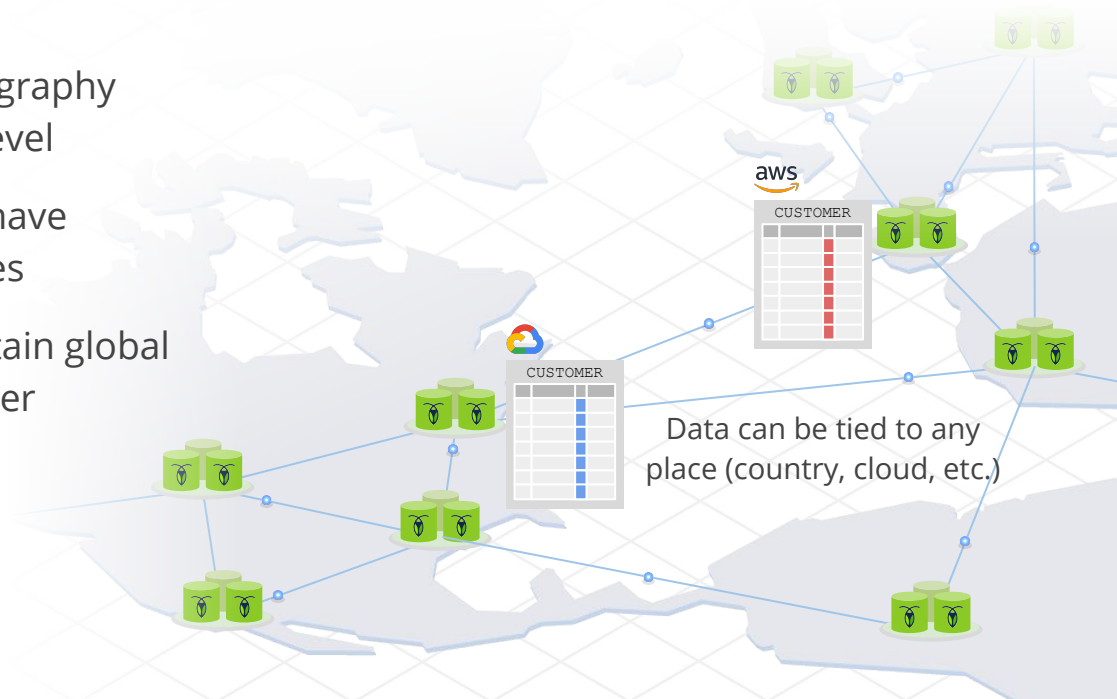 graphy
evel
have
es
tain global
er
aws
CUSTOMER
CUSTOMER
Data can be tied to any
place (country, cloud, etc.)